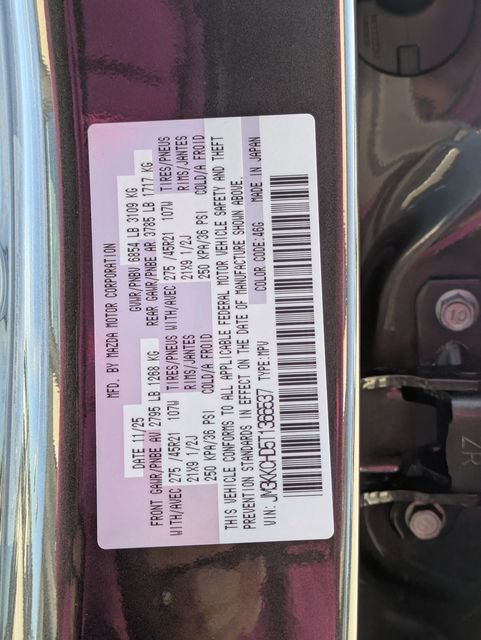 MFD. BY MAZDA MOTOR CORPORATION
DATE 11/25 GVWR/PNBV 6854 LB 3109 KG
FRONT GAWR/PNBE AV 2795 LB 1268 KG REAR GAWR/PNBE AR 3785 LB 1717 KG
WITH/AVEC 275 /45R21 107W TIRES/PNEUS WITH/AVEC 275 /45R21 107W TIRES/PNEUS
21X9 1/2J RIMS/JANTES 21X9 1/2J RIMS/JANTES
250 KPA/36 PSI COLD/A FROID 250 KPA/36 PSI COLD/A FROID
THIS VEHICLE CONFORMS TO ALL APPLICABLE FEDERAL MOTOR VEHICLE SAFETY AND THEFT
PREVENTION STANDARDS IN EFFECT ON THE DATE OF MANUFACTURE SHOWN ABOVE.
VIN: JM3KKCHD5T1366537 TYPE:MPV COLOR CODE:46G MADE IN JAPAN
10
ZR